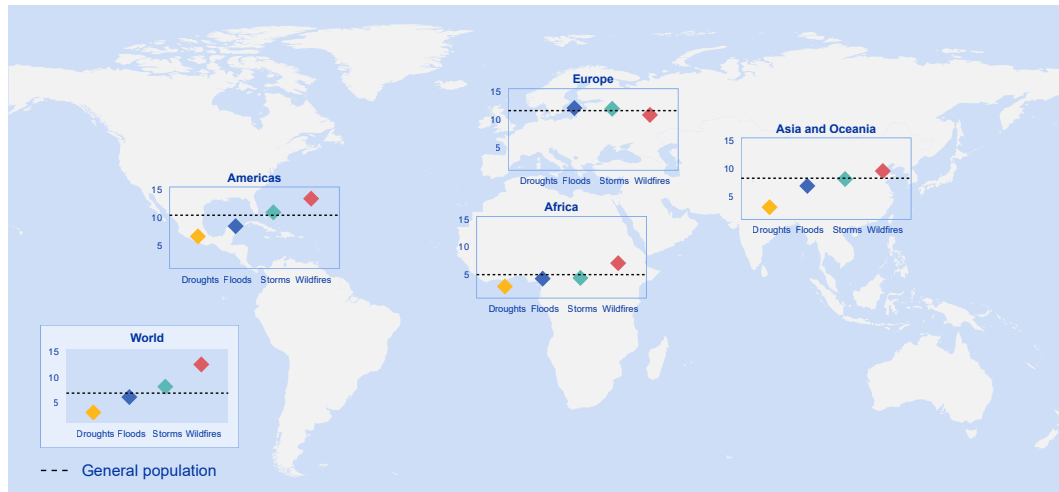 Europe
15
10
5
Droughts Floods Storms Wildfires
Asia and Oceania
15
10
5
Droughts Floods Storms Wildfires
Americas
15
10
5
Droughts Floods Storms Wildfires
Africa
15
10
5
Droughts Floods Storms Wildfires
World
15
10
5
Droughts Floods Storms Wildfires
General population